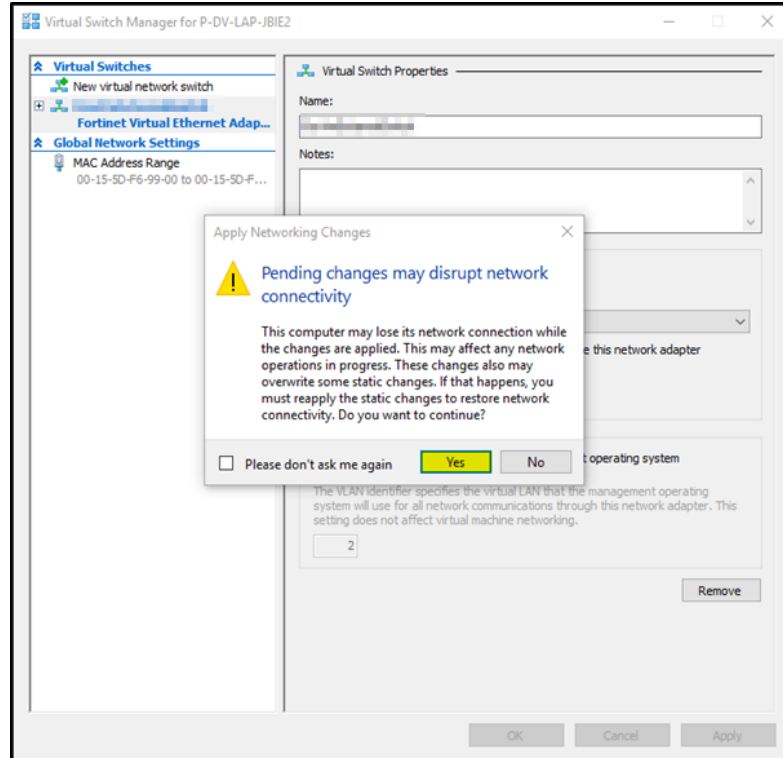 Virtual Switch Manager for P-DV-LAP-JBIE2
Virtual Switches
New virtual network switch
Fortinet Virtual Ethernet Adap...
Global Network Settings
MAC Address Range
00-15-5D-F6-99-00 to 00-15-5D-F...
Virtual Switch Properties
Name:
Notes:
Apply Networking Changes
Pending changes may disrupt network
connectivity
This computer may lose its network connection while
the changes are applied. This may affect any network
operations in progress. These changes also may
overwrite some static changes. If that happens, you
must reapply the static changes to restore network
connectivity. Do you want to continue?
Please don't ask me again
Yes
No
e this network adapter
t operating system
The VLAN identifier specifies the virtual LAN that the management operating
system will use for all network communications through this network adapter. This
setting does not affect virtual machine networking.
2
Remove
OK
Cancel
Apply